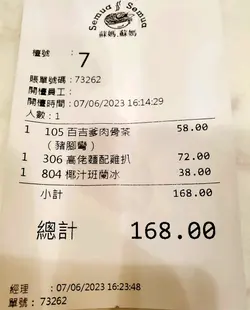 Semua Semua
蘇媽.蘇媽
檯號 : 7
賬單號碼 : 73262
開檯員工 :
開檯時間 : 07/06/2023 16:14:29
人數 : 1
1 105 百吉爹肉骨茶 58.00
(豬腳彎)
1 306 高佬麵配雞扒 72.00
1 804 椰汁班蘭冰 38.00
小計 168.00
總計 168.00
經理 : 07/06/2023 16:23:48
單號 : 73262